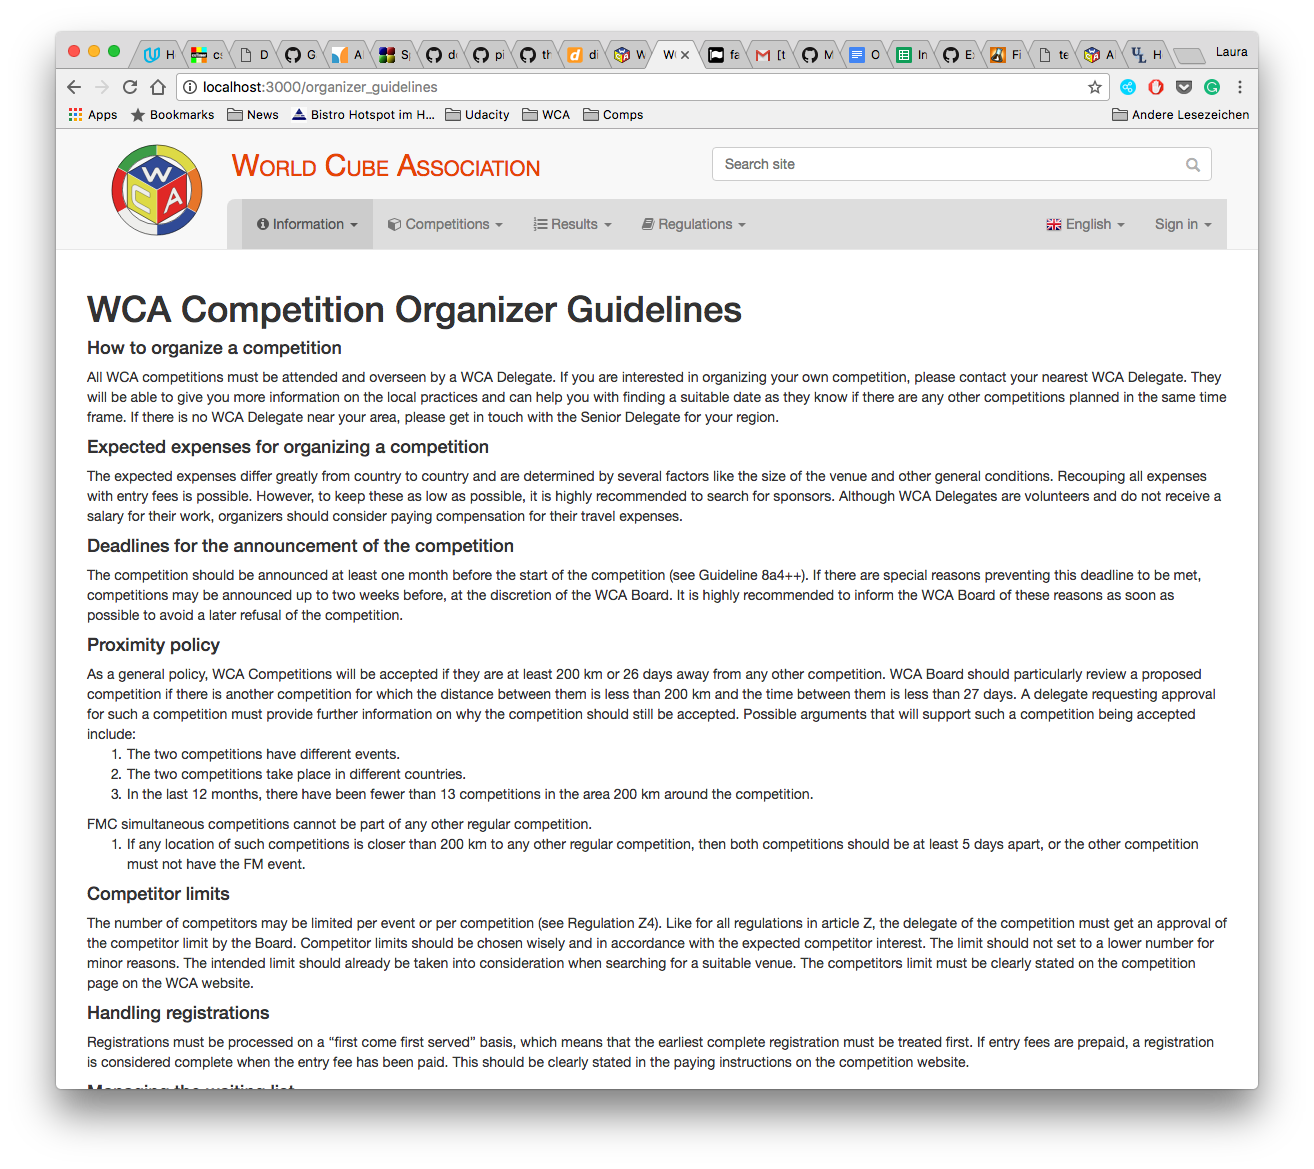 H
cs
D
G
A
S
de
pi
th
di
W
W
fa
[t
M
O
In
E
Fi
te
A
H
Laura
localhost:3000/organizer_guidelines
Apps
Bookmarks
News
Bistro Hotspot im H...
Udacity
WCA
Comps
Andere Lesezeichen
WCA
World Cube Association
Search site
Information
Competitions
Results
Regulations
English
Sign in
WCA Competition Organizer Guidelines
How to organize a competition
All WCA competitions must be attended and overseen by a WCA Delegate. If you are interested in organizing your own competition, please contact your nearest WCA Delegate. They
will be able to give you more information on the local practices and can help you with finding a suitable date as they know if there are any other competitions planned in the same time
frame. If there is no WCA Delegate near your area, please get in touch with the Senior Delegate for your region.
Expected expenses for organizing a competition
The expected expenses differ greatly from country to country and are determined by several factors like the size of the venue and other general conditions. Recouping all expenses
with entry fees is possible. However, to keep these as low as possible, it is highly recommended to search for sponsors. Although WCA Delegates are volunteers and do not receive a
salary for their work, organizers should consider paying compensation for their travel expenses.
Deadlines for the announcement of the competition
The competition should be announced at least one month before the start of the competition (see Guideline 8a4++). If there are special reasons preventing this deadline to be met,
competitions may be announced up to two weeks before, at the discretion of the WCA Board. It is highly recommended to inform the WCA Board of these reasons as soon as
possible to avoid a later refusal of the competition.
Proximity policy
As a general policy, WCA Competitions will be accepted if they are at least 200 km or 26 days away from any other competition. WCA Board should particularly review a proposed
competition if there is another competition for which the distance between them is less than 200 km and the time between them is less than 27 days. A delegate requesting approval
for such a competition must provide further information on why the competition should still be accepted. Possible arguments that will support such a competition being accepted
include:
1. The two competitions have different events.
2. The two competitions take place in different countries.
3. In the last 12 months, there have been fewer than 13 competitions in the area 200 km around the competition.
FMC simultaneous competitions cannot be part of any other regular competition.
1. If any location of such competitions is closer than 200 km to any other regular competition, then both competitions should be at least 5 days apart, or the other competition
must not have the FM event.
Competitor limits
The number of competitors may be limited per event or per competition (see Regulation Z4). Like for all regulations in article Z, the delegate of the competition must get an approval of
the competitor limit by the Board. Competitor limits should be chosen wisely and in accordance with the expected competitor interest. The limit should not set to a lower number for
minor reasons. The intended limit should already be taken into consideration when searching for a suitable venue. The competitors limit must be clearly stated on the competition
page on the WCA website.
Handling registrations
Registrations must be processed on a “first come first served” basis, which means that the earliest complete registration must be treated first. If entry fees are prepaid, a registration
is considered complete when the entry fee has been paid. This should be clearly stated in the paying instructions on the competition website.
Managing the waiting list